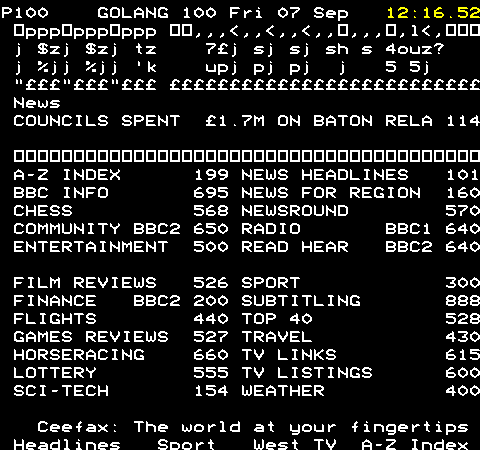 P100 GOLANG 100 Fri 07 Sep 12:16.52
▯ppp▯ppp▯ppp ▯▯,,,<,,<,,<,,▯,,,▯,l<,▯▯▯
j $zj $zj tz 7£j sj sj sh s 4ouz?
j ¾jj ¾jj 'k upj pj pj j 5 5j
"£££"£££"£££ ££££££££££££££££££££££££££
News
COUNCILS SPENT £1.7M ON BATON RELA 114
▯▯▯▯▯▯▯▯▯▯▯▯▯▯▯▯▯▯▯▯▯▯▯▯▯▯▯▯▯▯▯▯▯▯▯▯▯▯▯
A-Z INDEX 199 NEWS HEADLINES 101
BBC INFO 695 NEWS FOR REGION 160
CHESS 568 NEWSROUND 570
COMMUNITY BBC2 650 RADIO BBC1 640
ENTERTAINMENT 500 READ HEAR BBC2 640
FILM REVIEWS 526 SPORT 300
FINANCE BBC2 200 SUBTITLING 888
FLIGHTS 440 TOP 40 528
GAMES REVIEWS 527 TRAVEL 430
HORSERACING 660 TV LINKS 615
LOTTERY 555 TV LISTINGS 600
SCI-TECH 154 WEATHER 400
Ceefax: The world at your fingertips
Headlines Sport West TV A-Z Index